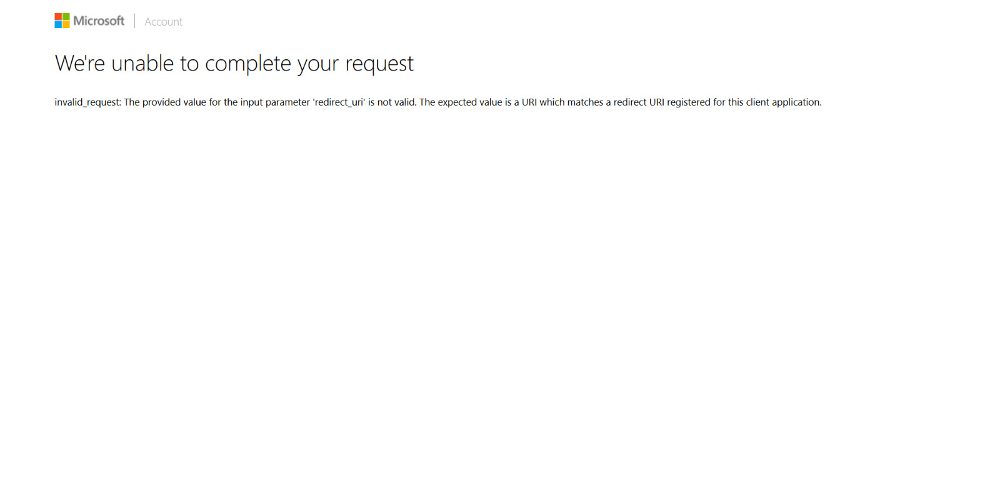 Microsoft | Account
We're unable to complete your request
invalid_request: The provided value for the input parameter 'redirect_uri' is not valid. The expected value is a URI which matches a redirect URI registered for this client application.